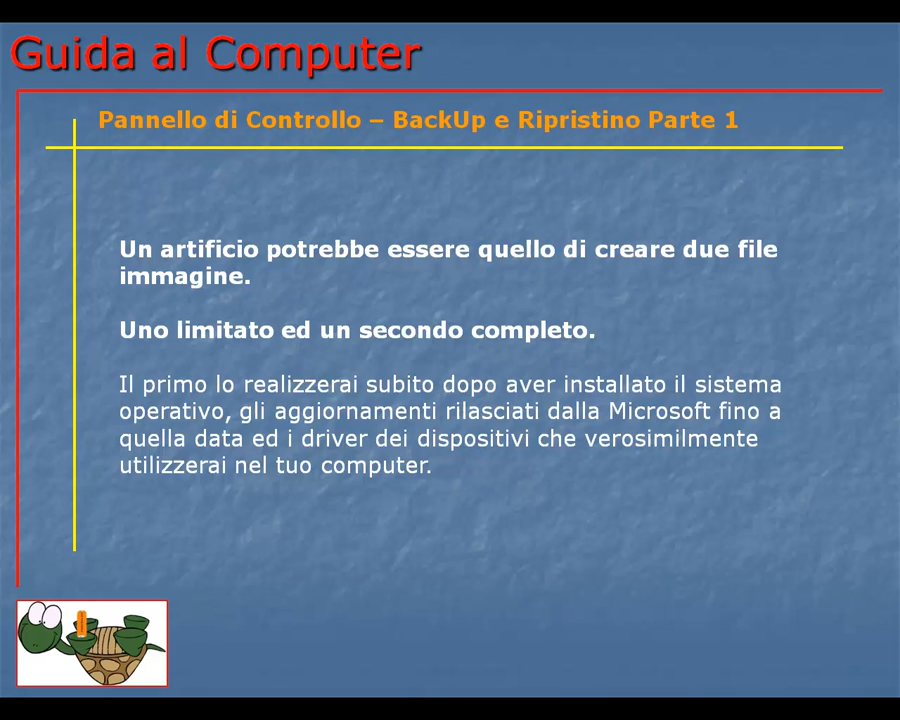 Guida al Computer
Pannello di Controllo – BackUp e Ripristino Parte 1
Un artificio potrebbe essere quello di creare due file
immagine.
Uno limitato ed un secondo completo.
Il primo lo realizzerai subito dopo aver installato il sistema
operativo, gli aggiornamenti rilasciati dalla Microsoft fino a
quella data ed i driver dei dispositivi che verosimilmente
utilizzerai nel tuo computer.